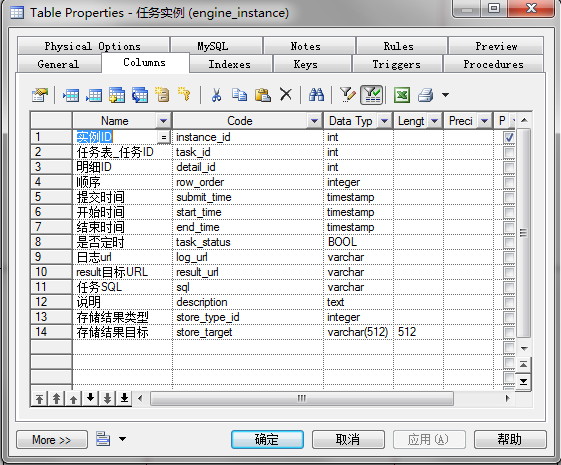 Table Properties - 任务实例 (engine_instance)
Physical Options MySQL Notes Rules Preview
General Columns Indexes Keys Triggers Procedures
Name Code Data Typ Lengt Preci P
1 实例ID = instance_id int
2 任务表_任务ID task_id int
3 明细ID detail_id int
4 顺序 row_order integer
5 提交时间 submit_time timestamp
6 开始时间 start_time timestamp
7 结束时间 end_time timestamp
8 是否定时 task_status BOOL
9 日志url log_url varchar
10 result目标URL result_url varchar
11 任务SQL sql varchar
12 说明 description text
13 存储结果类型 store_type_id integer
14 存储结果目标 store_target varchar(512) 512
More >> 确定 取消 应用 (A) 帮助